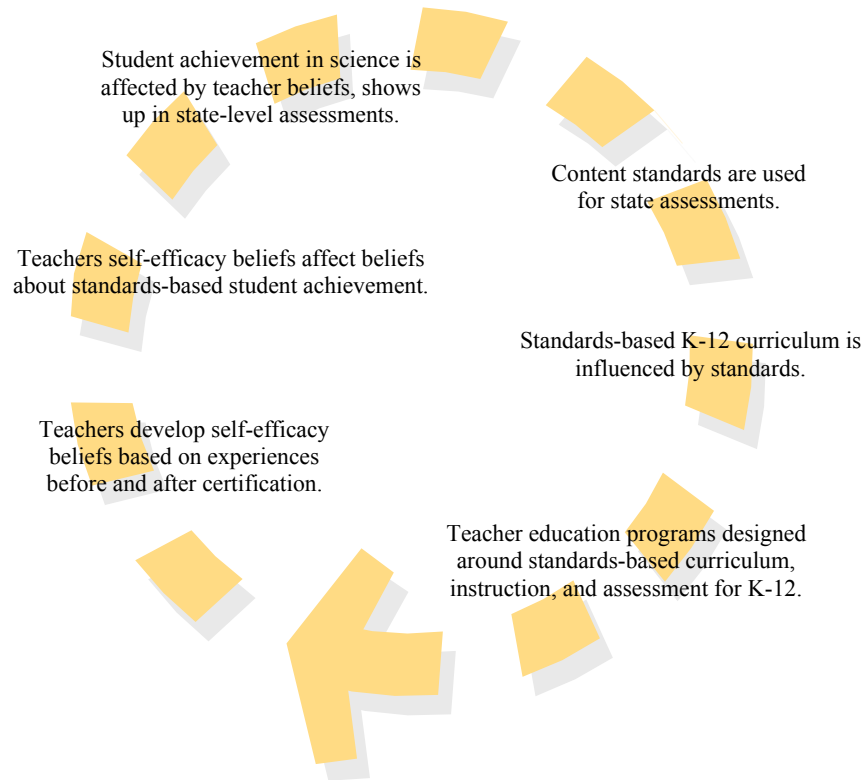 Student achievement in science is
affected by teacher beliefs, shows
up in state-level assessments.
Content standards are used
for state assessments.
Teachers self-efficacy beliefs affect beliefs
about standards-based student achievement.
Standards-based K-12 curriculum is
influenced by standards.
Teachers develop self-efficacy
beliefs based on experiences
before and after certification.
Teacher education programs designed
around standards-based curriculum,
instruction, and assessment for K-12.